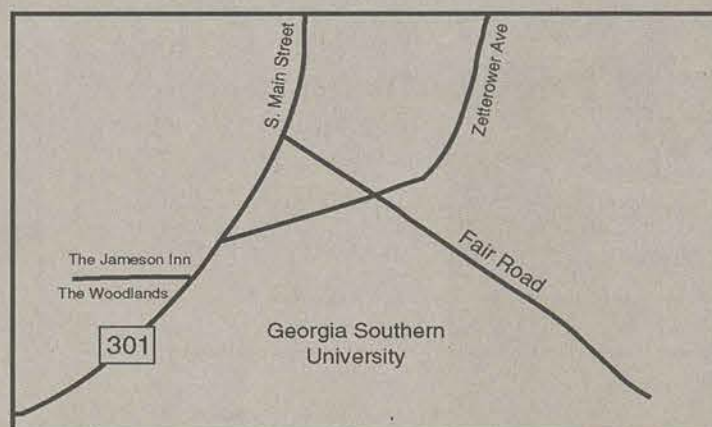 S. Main Street
Zetterower Ave
Fair Road
The Jameson Inn
The Woodlands
301
Georgia Southern
University